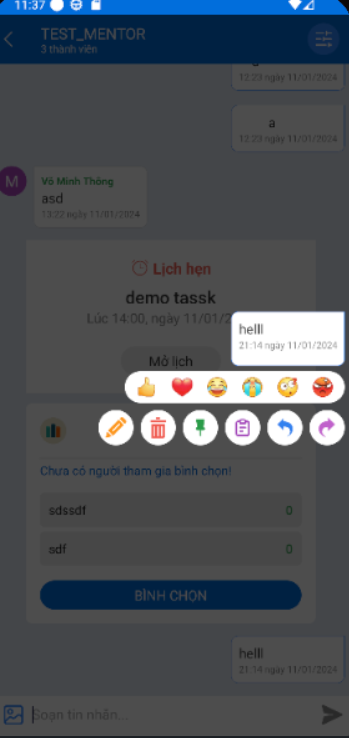 11:37
TEST_MENTOR
3 thành viên
12:23 ngày 11/01/2024
a
12:23 ngày 11/01/2024
M
Võ Minh Thông
asd
13:22 ngày 11/01/2024
Lịch hẹn
demo tassk
Lúc 14:00, ngày 11/01/2
helll
21:14 ngày 11/01/2024
Mở lịch
Chưa có người tham gia bình chọn!
sdssdf 0
sdf 0
BÌNH CHỌN
helll
21:14 ngày 11/01/2024
Soạn tin nhắn...